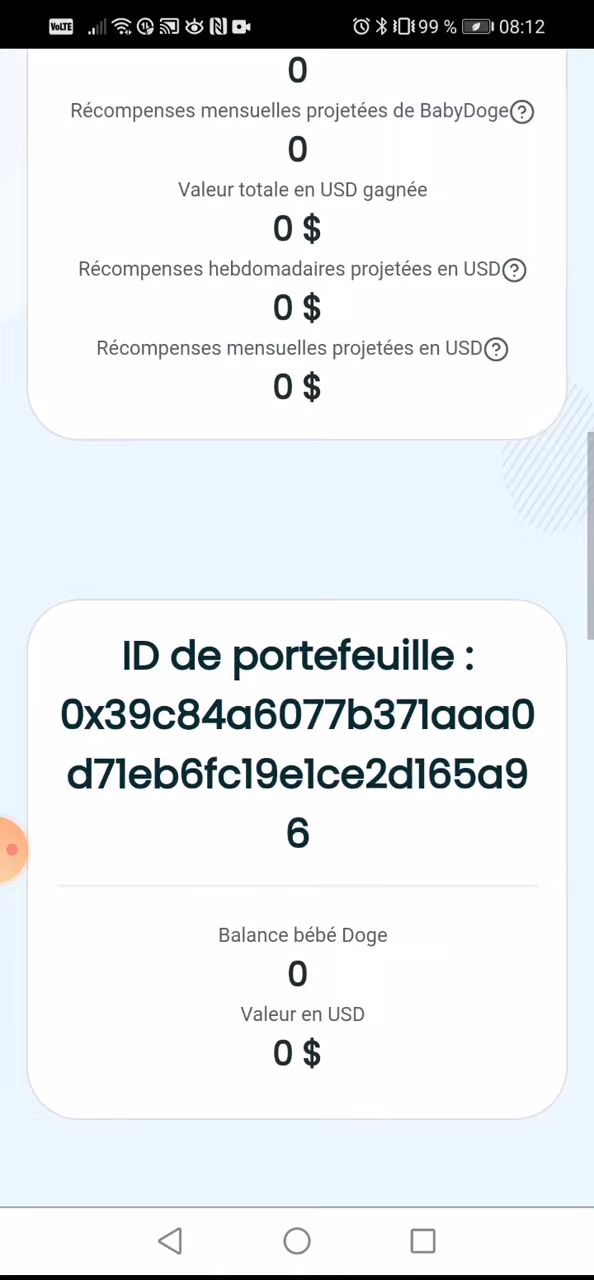 VoLTE 99 % 08:12
0
Récompenses mensuelles projetées de BabyDoge?
0
Valeur totale en USD gagnée
0 $
Récompenses hebdomadaires projetées en USD?
0 $
Récompenses mensuelles projetées en USD?
0 $
ID de portefeuille :
0x39c84a6077b371aaa0
d71eb6fc19e1ce2d165a9
6
Balance bébé Doge
0
Valeur en USD
0 $